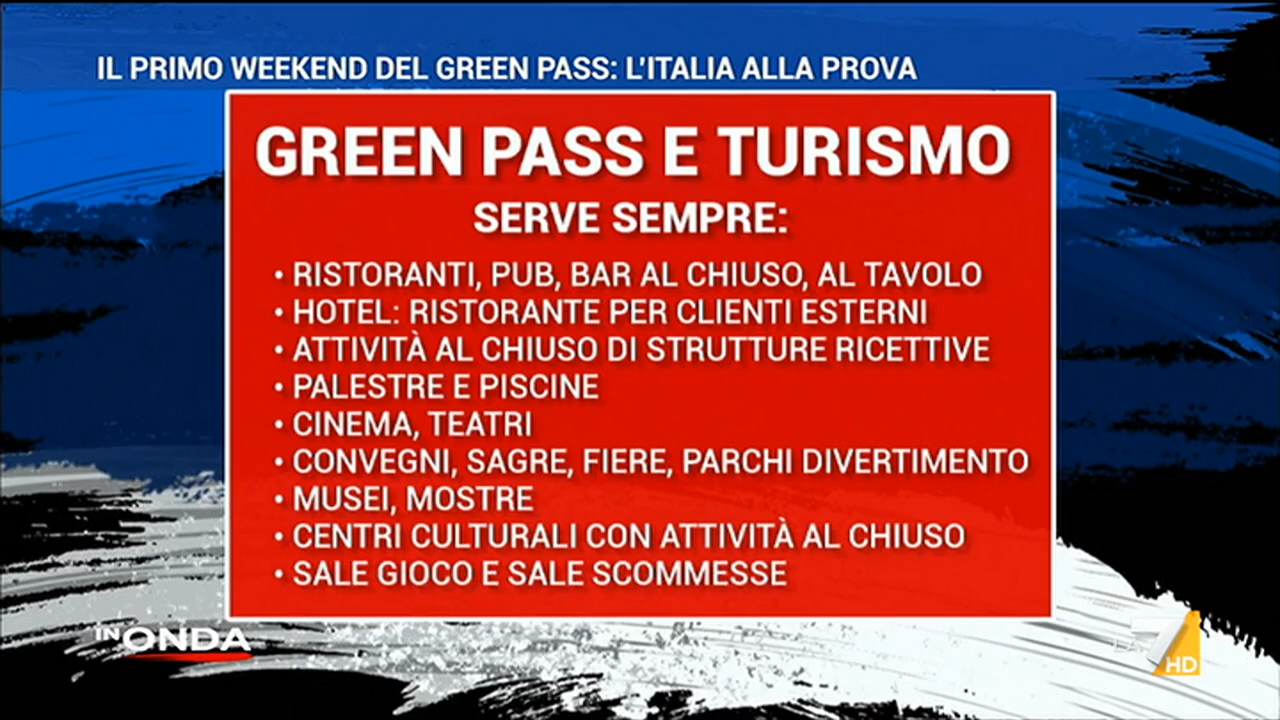 IL PRIMO WEEKEND DEL GREEN PASS: L'ITALIA ALLA PROVA
GREEN PASS E TURISMO
SERVE SEMPRE:
• RISTORANTI, PUB, BAR AL CHIUSO, AL TAVOLO
• HOTEL: RISTORANTE PER CLIENTI ESTERNI
• ATTIVITÀ AL CHIUSO DI STRUTTURE RICETTIVE
• PALESTRE E PISCINE
• CINEMA, TEATRI
• CONVEGNI, SAGRE, FIERE, PARCHI DIVERTIMENTO
• MUSEI, MOSTRE
• CENTRI CULTURALI CON ATTIVITÀ AL CHIUSO
• SALE GIOCO E SALE SCOMMESSE
IN ONDA
7 HD